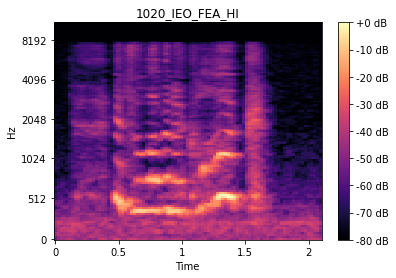 1020_IEO_FEA_HI
+0 dB
8192
-10 dB
4096
-20 dB
-30 dB
2048
Hz
-40 dB
1024
-50 dB
512
-60 dB
-70 dB
0
-80 dB
0
0.5
1
1.5
2
Time